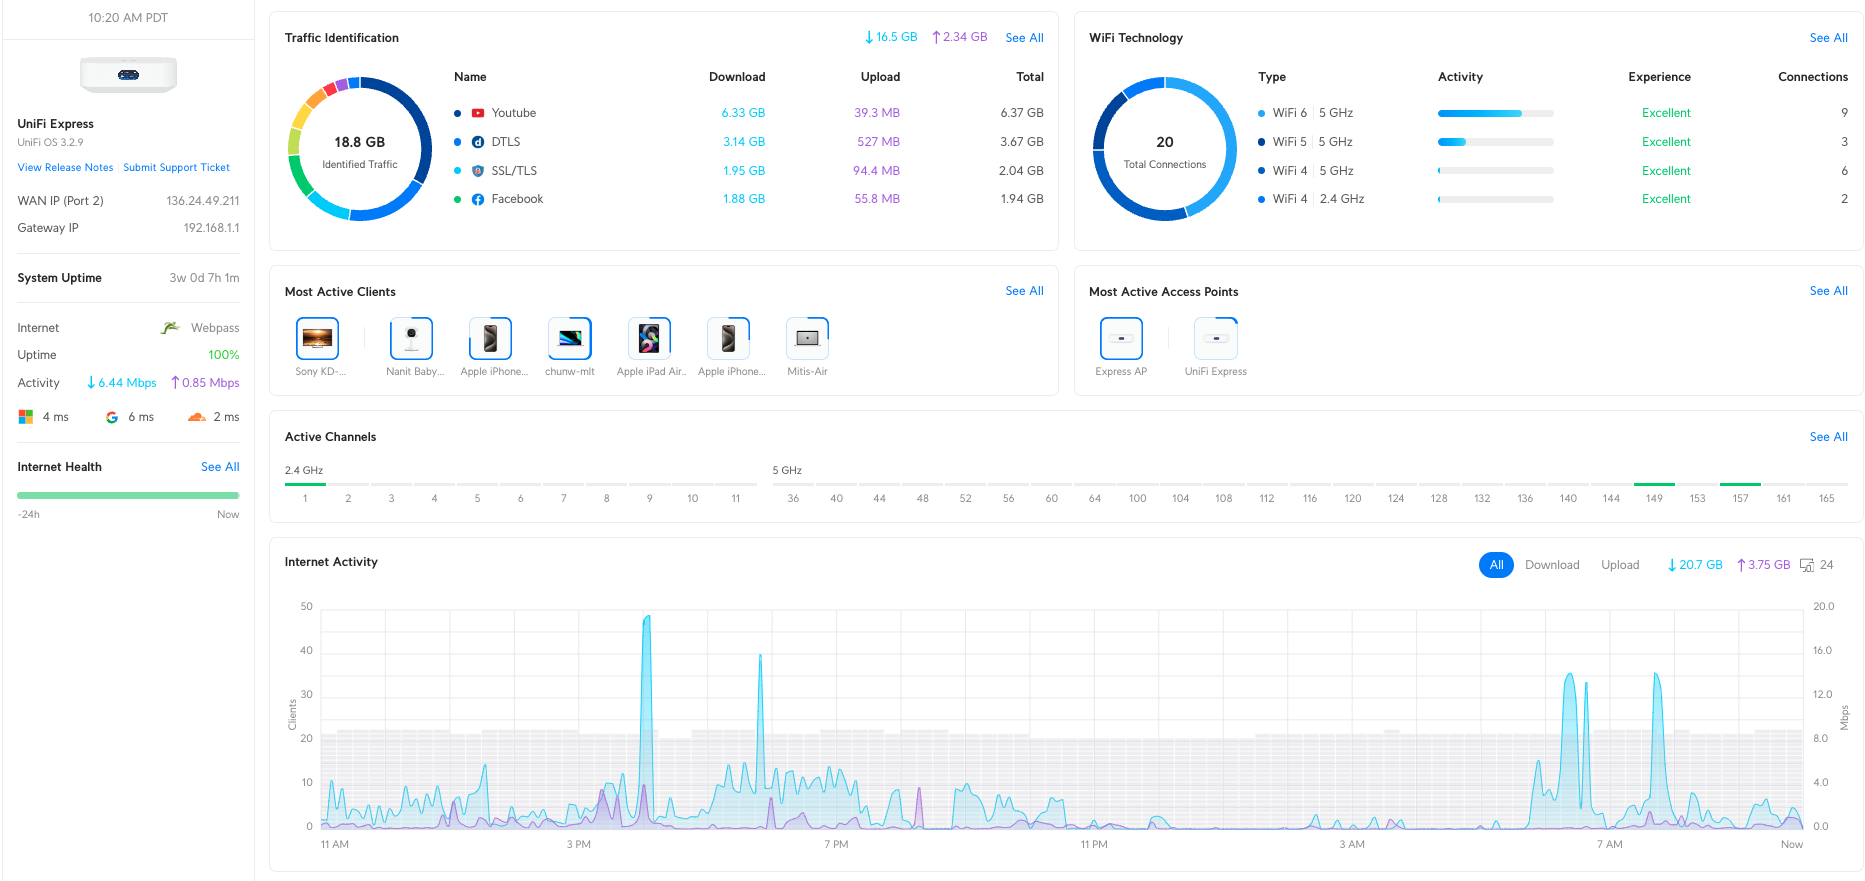 10:20 AM PDT
UniFi Express
UniFi OS 3.2.9
View Release Notes | Submit Support Ticket
WAN IP (Port 2) 136.24.49.211
Gateway IP 192.168.1.1
System Uptime 3w 0d 7h 1m
Internet Webpass
Uptime 100%
Activity ↓6.44 Mbps ↑0.85 Mbps
4 ms 6 ms 2 ms
Internet Health See All
-24h Now
Traffic Identification ↓16.5 GB ↑2.34 GB See All
18.8 GB
Identified Traffic
Name Download Upload Total
Youtube 6.33 GB 39.3 MB 6.37 GB
DTLS 3.14 GB 527 MB 3.67 GB
SSL/TLS 1.95 GB 94.4 MB 2.04 GB
Facebook 1.88 GB 55.8 MB 1.94 GB
WiFi Technology See All
20
Total Connections
Type Activity Experience Connections
WiFi 6 | 5 GHz Excellent 9
WiFi 5 | 5 GHz Excellent 3
WiFi 4 | 5 GHz Excellent 6
WiFi 4 | 2.4 GHz Excellent 2
Most Active Clients See All
Sony KD-... Nanit Baby... Apple iPhone... chunw-mlt Apple iPad Air.. Apple iPhone... Mitis-Air
Most Active Access Points See All
Express AP UniFi Express
Active Channels See All
2.4 GHz 5 GHz
1 2 3 4 5 6 7 8 9 10 11 36 40 44 48 52 56 60 64 100 104 108 112 116 120 124 128 132 136 140 144 149 153 157 161 165
Internet Activity All Download Upload ↓20.7 GB ↑3.75 GB 24
50 20.0
40 16.0
30 12.0
20 8.0
10 4.0
0 0.0
Clients
Mbps
11 AM 3 PM 7 PM 11 PM 3 AM 7 AM Now